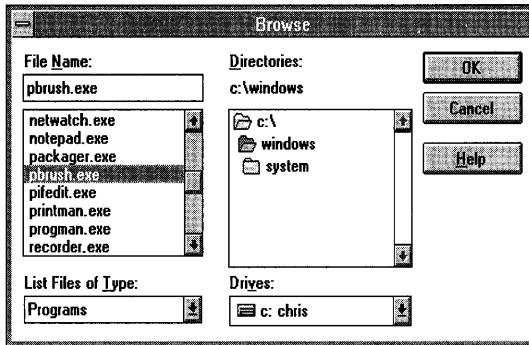 Browse
File Name:
pbrush.exe
netwatch.exe
notepad.exe
packager.exe
pbrush.exe
pifedit.exe
printman.exe
progman.exe
recorder.exe
List Files of Type:
Programs
Directories:
c:\windows
c:\
windows
system
Drives:
c: chris
OK
Cancel
Help